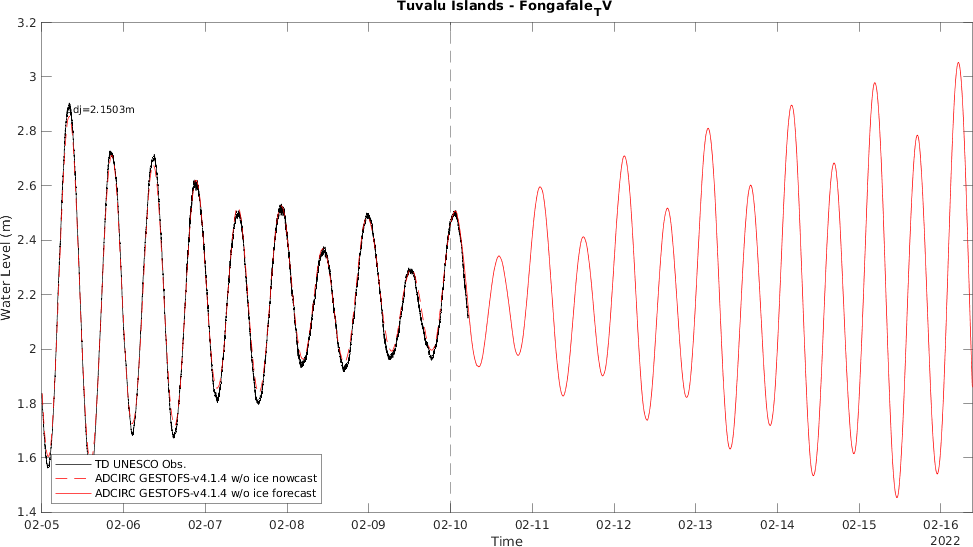 Tuvalu Islands - Fongafale_TV
3.2
3
2.8
2.6
2.4
2.2
2
1.8
1.6
1.4
Water Level (m)
dj=2.1503m
TD UNESCO Obs.
ADCIRC GESTOFS-v4.1.4 w/o ice nowcast
ADCIRC GESTOFS-v4.1.4 w/o ice forecast
02-05 02-06 02-07 02-08 02-09 02-10 02-11 02-12 02-13 02-14 02-15 02-16
Time
2022